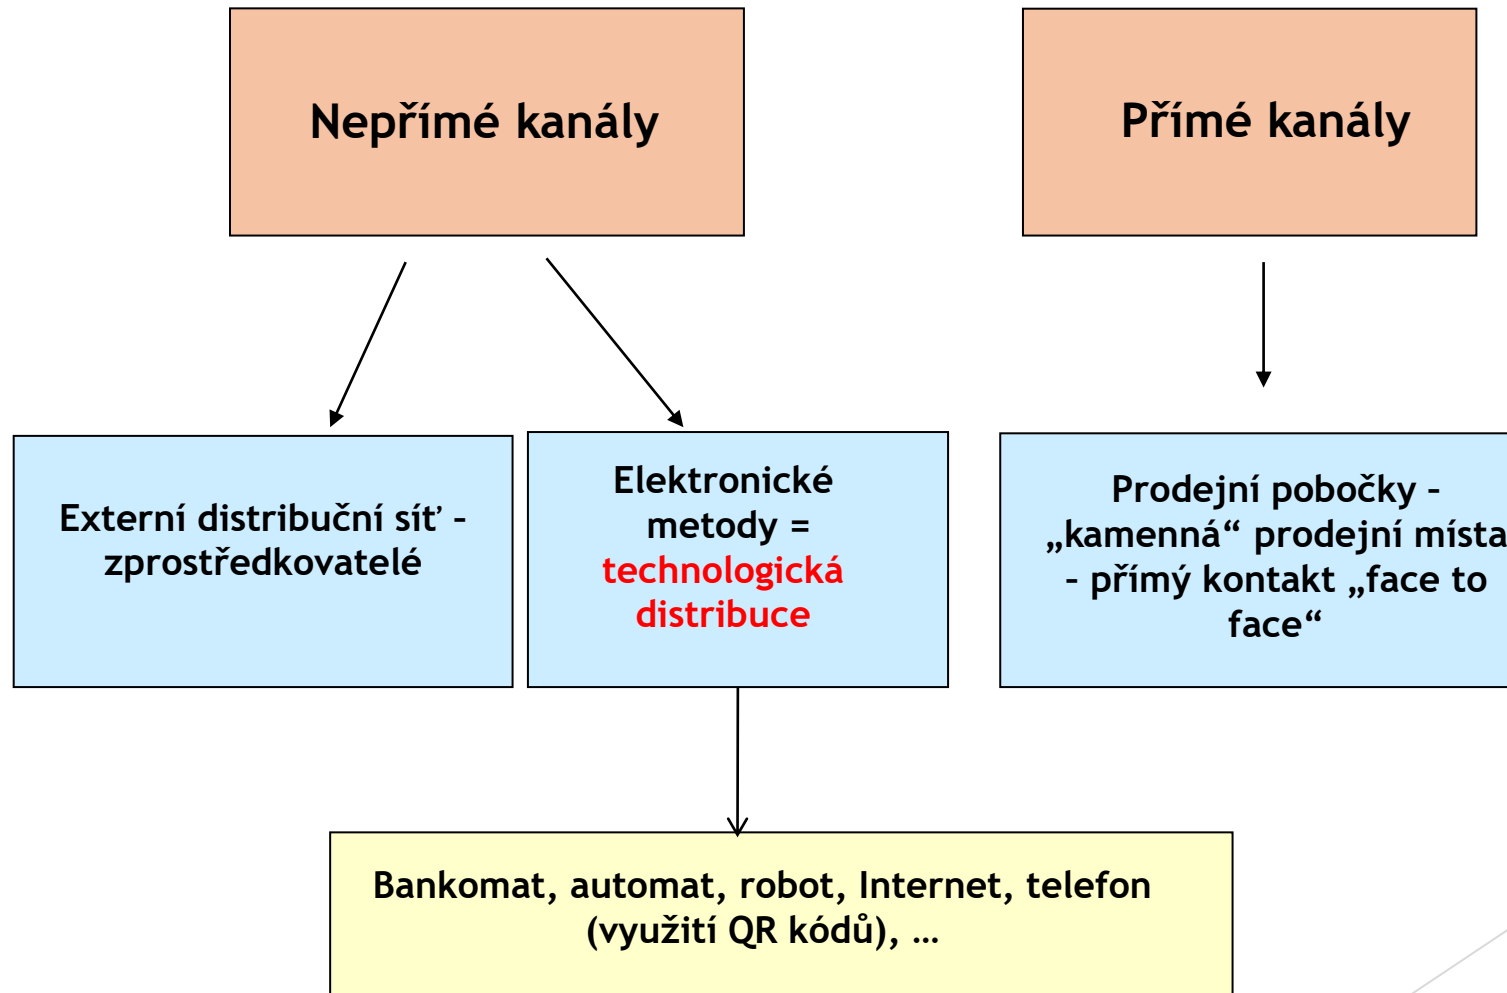 Nepřímé kanály
Přímé kanály
Externí distribuční síť –
zprostředkovatelé
Elektronické
metody =
technologická
distribuce
Prodejní pobočky –
„kamenná“ prodejní místa
– přímý kontakt „face to
face“
Bankomat, automat, robot, Internet, telefon
(využití QR kódů), …